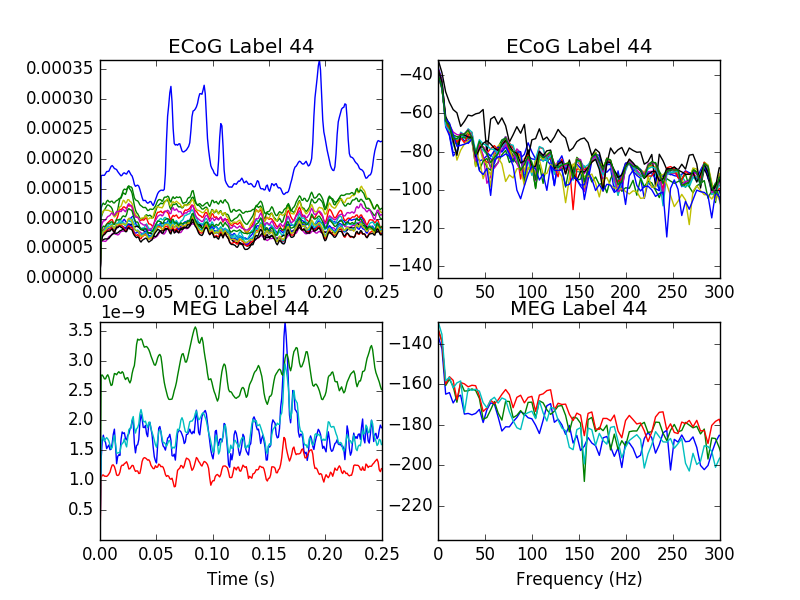 ECoG Label 44
ECoG Label 44
0.00035
0.00030
0.00025
0.00020
0.00015
0.00010
0.00005
0.00000
0.00 0.05 0.10 0.15 0.20 0.25
−40
−60
−80
−100
−120
−140
0 50 100 150 200 250 300
1e−9
MEG Label 44
MEG Label 44
3.5
3.0
2.5
2.0
1.5
1.0
0.5
0.00 0.05 0.10 0.15 0.20 0.25
Time (s)
−140
−160
−180
−200
−220
0 50 100 150 200 250 300
Frequency (Hz)